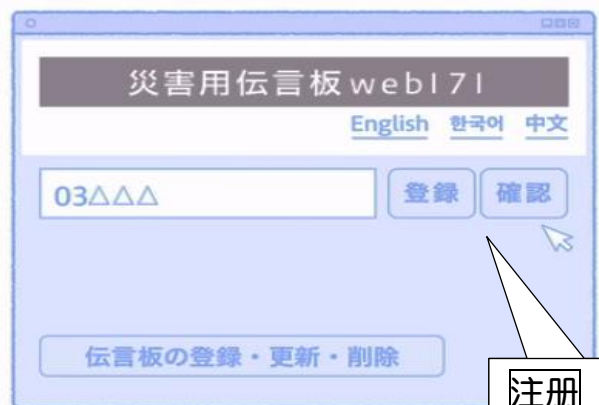 災害用伝言板web171
English 한국어 中文
03△△△ 登録 確認
伝言板の登録・更新・削除
注册